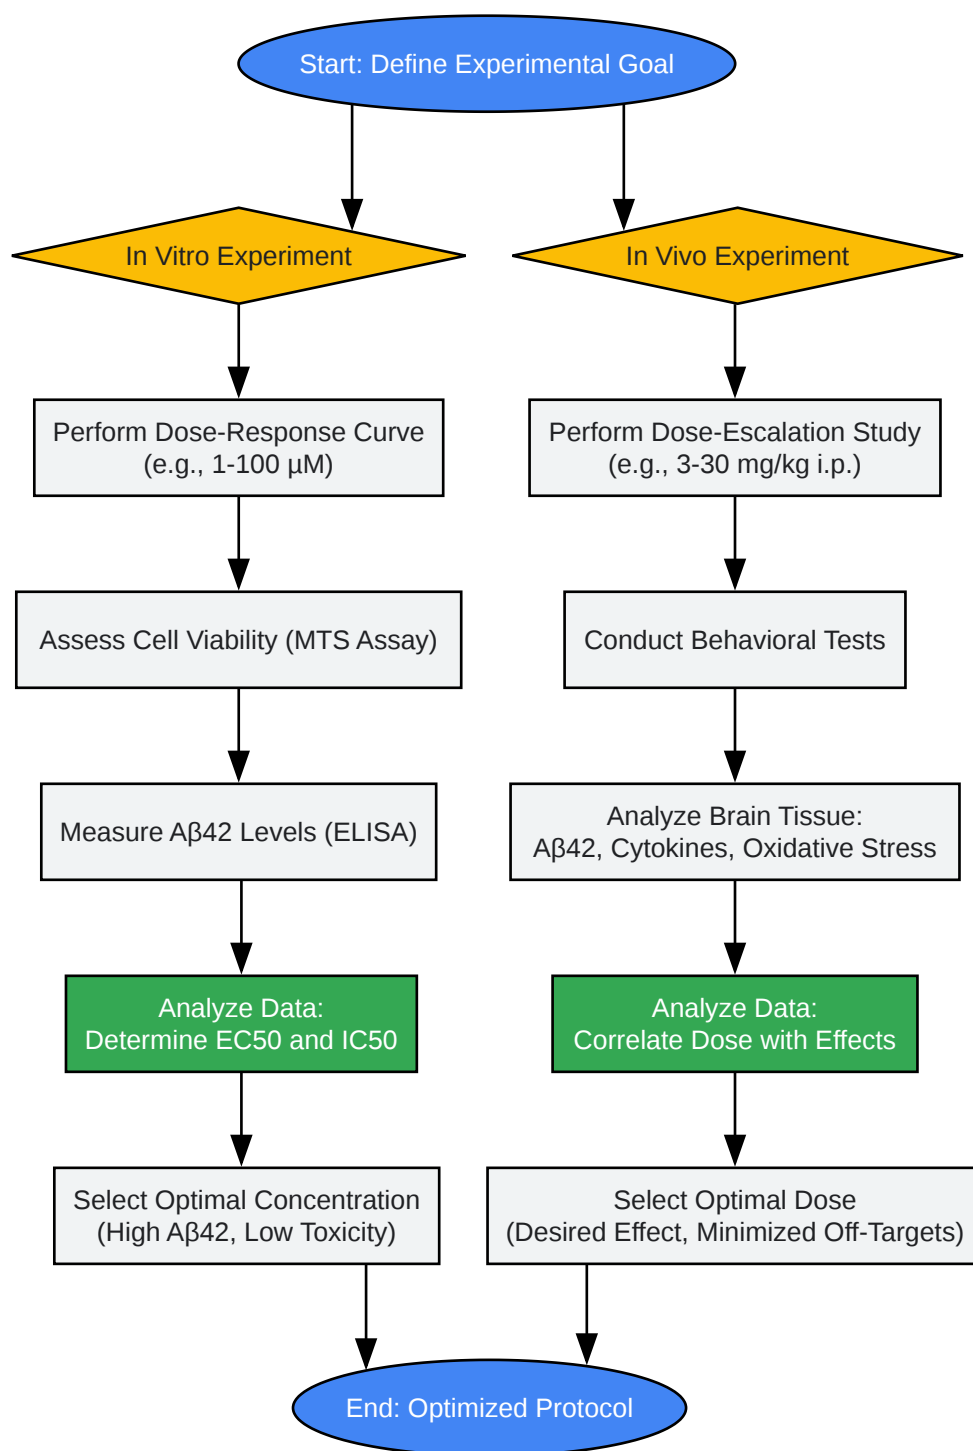 Start: Define Experimental Goal
In Vitro Experiment
In Vivo Experiment
Perform Dose-Response Curve
(e.g., 1-100 µM)
Perform Dose-Escalation Study
(e.g., 3-30 mg/kg i.p.)
Assess Cell Viability (MTS Assay)
Conduct Behavioral Tests
Measure Aβ42 Levels (ELISA)
Analyze Brain Tissue:
Aβ42, Cytokines, Oxidative Stress
Analyze Data:
Determine EC50 and IC50
Analyze Data:
Correlate Dose with Effects
Select Optimal Concentration
(High Aβ42, Low Toxicity)
Select Optimal Dose
(Desired Effect, Minimized Off-Targets)
End: Optimized Protocol